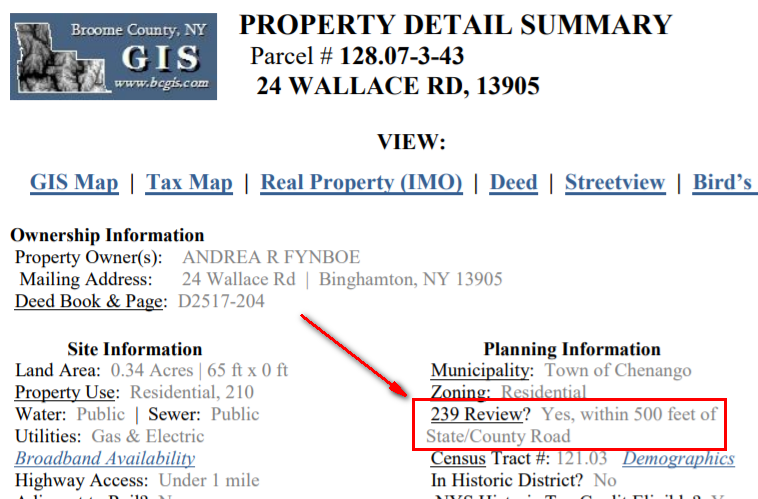 Broome County, NY
GIS
www.bcgis.com
PROPERTY DETAIL SUMMARY
Parcel # 128.07-3-43
24 WALLACE RD, 13905
VIEW:
GIS Map | Tax Map | Real Property (IMO) | Deed | Streetview | Bird's
Ownership Information
Property Owner(s): ANDREA R FYNBOE
Mailing Address: 24 Wallace Rd | Binghamton, NY 13905
Deed Book & Page: D2517-204
Site Information
Land Area: 0.34 Acres | 65 ft x 0 ft
Property Use: Residential, 210
Water: Public | Sewer: Public
Utilities: Gas & Electric
Broadband Availability
Highway Access: Under 1 mile
Planning Information
Municipality: Town of Chenango
Zoning: Residential
239 Review? Yes, within 500 feet of
State/County Road
Census Tract #: 121.03 Demographics
In Historic District? No